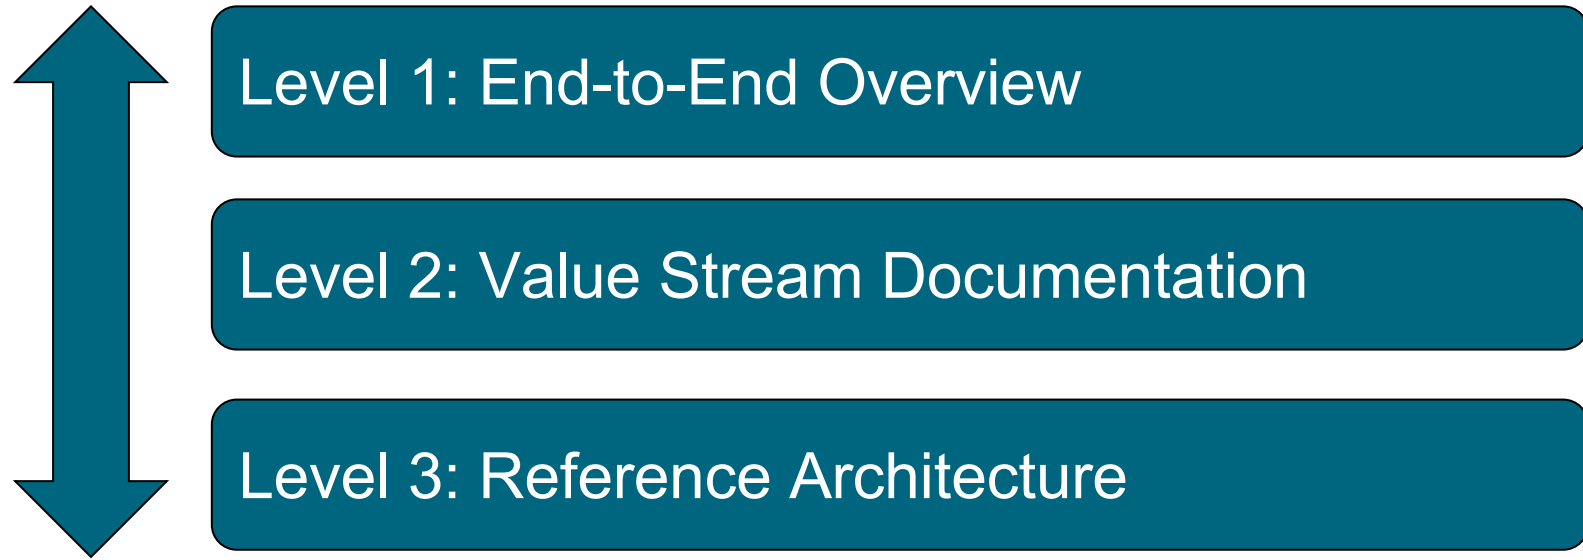 Level 1: End-to-End Overview
Level 2: Value Stream Documentation
Level 3: Reference Architecture